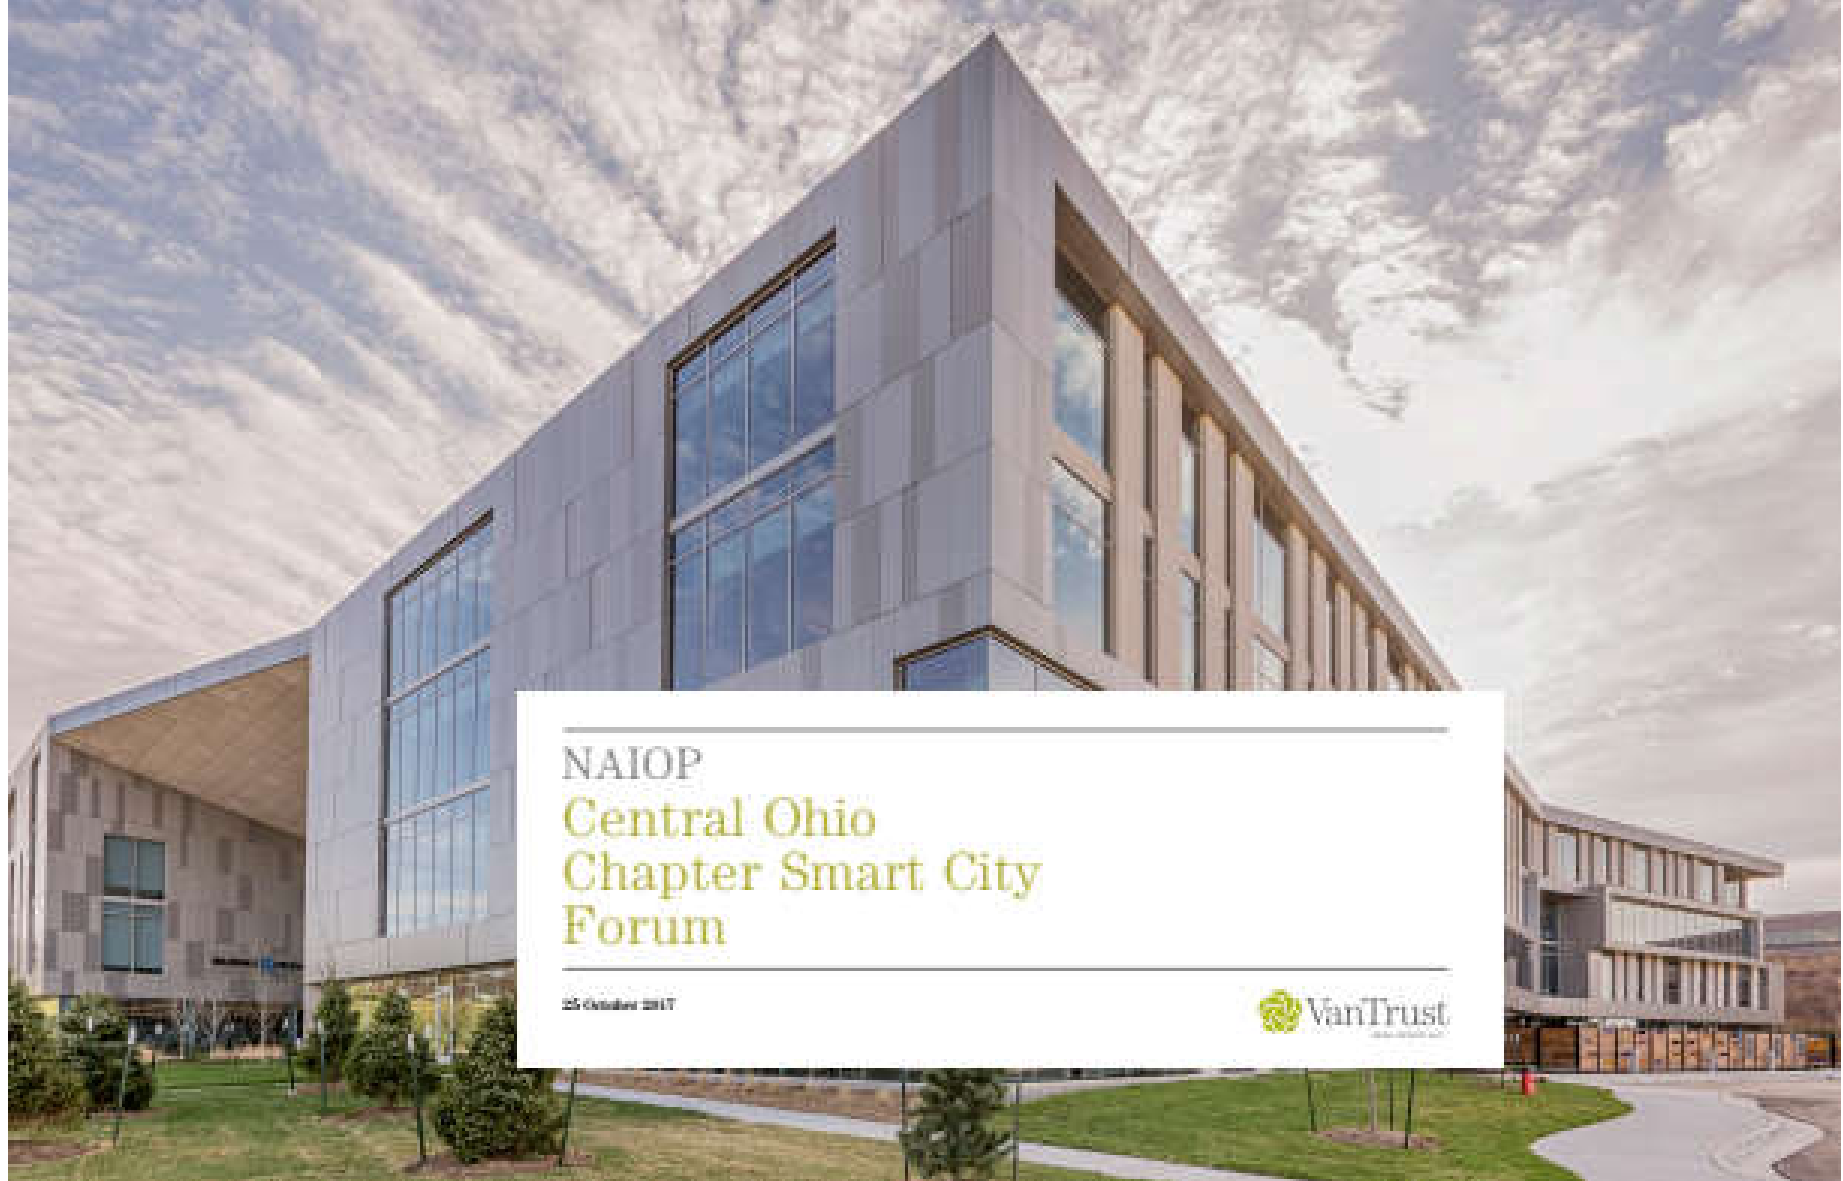 NAIOP
Central Ohio
Chapter Smart City
Forum
25 October 2017
VanTrust